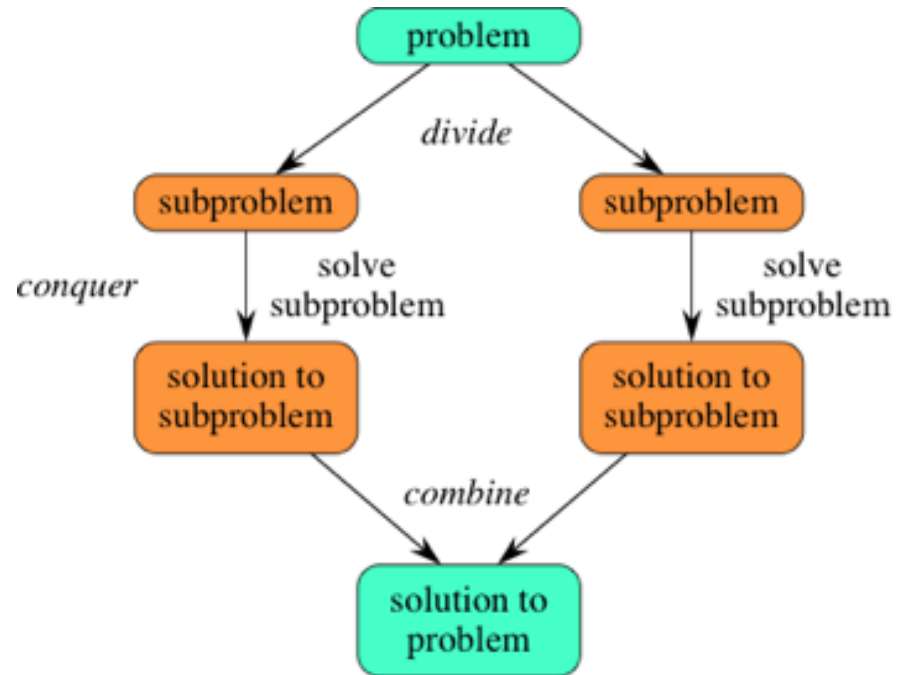 problem
divide
subproblem
subproblem
conquer
solve
subproblem
solve
subproblem
solution to
subproblem
solution to
subproblem
combine
solution to
problem